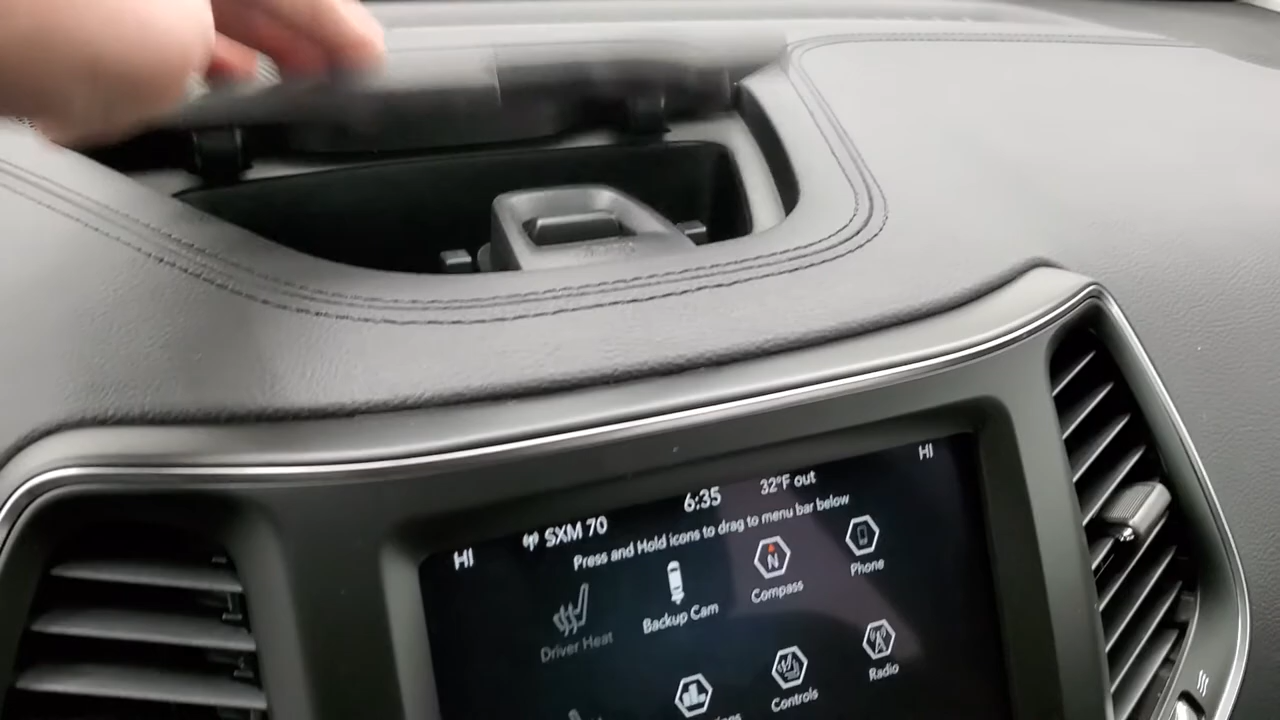 6:35
32°F out
HI
SXM 70
HI
Press and Hold icons to drag to menu bar below
Driver Heat
Backup Cam
N
Compass
Phone
Controls
Radio